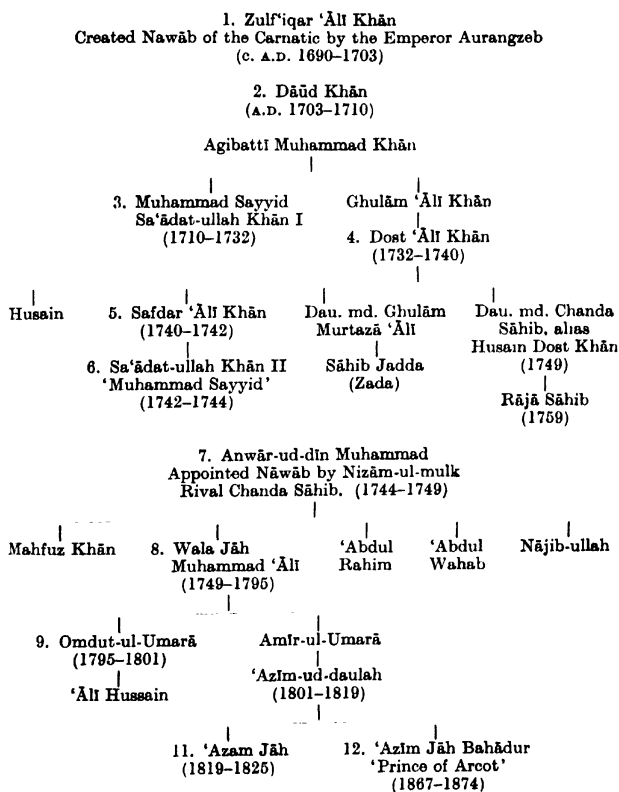 1. Zulf‘iqar ‘Ālī Khān
Created Nawāb of the Carnatic by the Emperor Aurangzeb
(c. A.D. 1690–1703)
2. Dāūd Khān
(A.D. 1703–1710)
Agibattī Muhammad Khān
3. Muhammad Sayyid
Sa‘ādat-ullah Khān I
(1710–1732)
Ghulām ‘Ālī Khān
4. Dost ‘Ālī Khān
(1732–1740)
Husain
5. Safdar ‘Ālī Khān
(1740–1742)
6. Sa‘ādat-ullah Khān II
‘Muhammad Sayyid’
(1742–1744)
Dau. md. Ghulām
Murtazā ‘Ālī
Sāhib Jadda
(Zada)
Dau. md. Chanda
Sāhib, alias
Husain Dost Khān
(1749)
Rājā Sāhib
(1759)
7. Anwār-ud-dīn Muhammad
Appointed Nāwāb by Nizām-ul-mulk
Rival Chanda Sāhib. (1744–1749)
Mahfuz Khān
8. Wala Jāh
Muhammad ‘Ālī
(1749–1795)
‘Abdul
Rahim
‘Abdul
Wahab
Nājib-ullah
9. Omdut-ul-Umarā
(1795–1801)
‘Ālī Hussain
Amīr-ul-Umarā
‘Azīm-ud-daulah
(1801–1819)
11. ‘Azam Jāh
(1819–1825)
12. ‘Azīm Jāh Bahādur
‘Prince of Arcot’
(1867–1874)